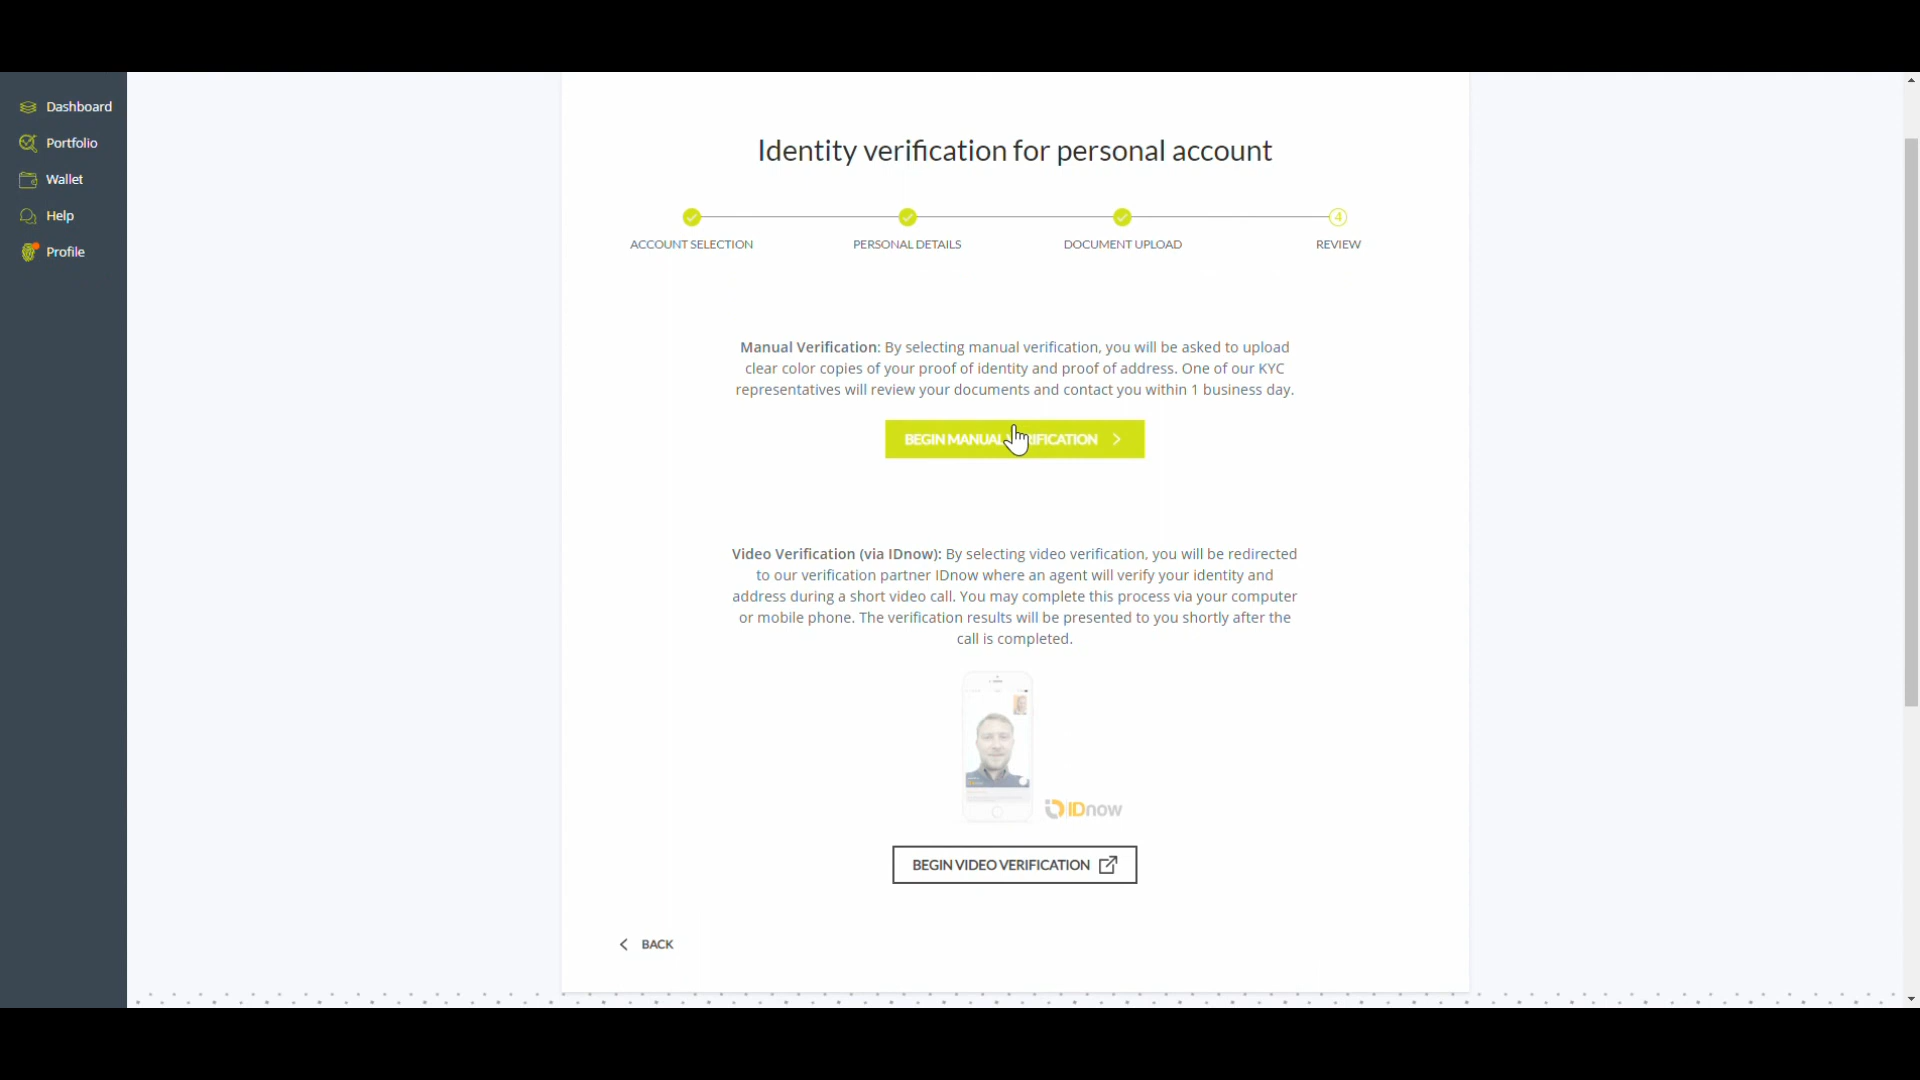 Dashboard
Portfolio
Wallet
Help
Profile
Identity verification for personal account
4
ACCOUNT SELECTION
PERSONAL DETAILS
DOCUMENT UPLOAD
REVIEW
Manual Verification: By selecting manual verification, you will be asked to upload
clear color copies of your proof of identity and proof of address. One of our KYC
representatives will review your documents and contact you within 1 business day.
BEGIN MANUAL VERIFICATION
Video Verification (via IDnow): By selecting video verification, you will be redirected
to our verification partner IDnow where an agent will verify your identity and
address during a short video call. You may complete this process via your computer
or mobile phone. The verification results will be presented to you shortly after the
call is completed.
IDnow
BEGIN VIDEO VERIFICATION
BACK